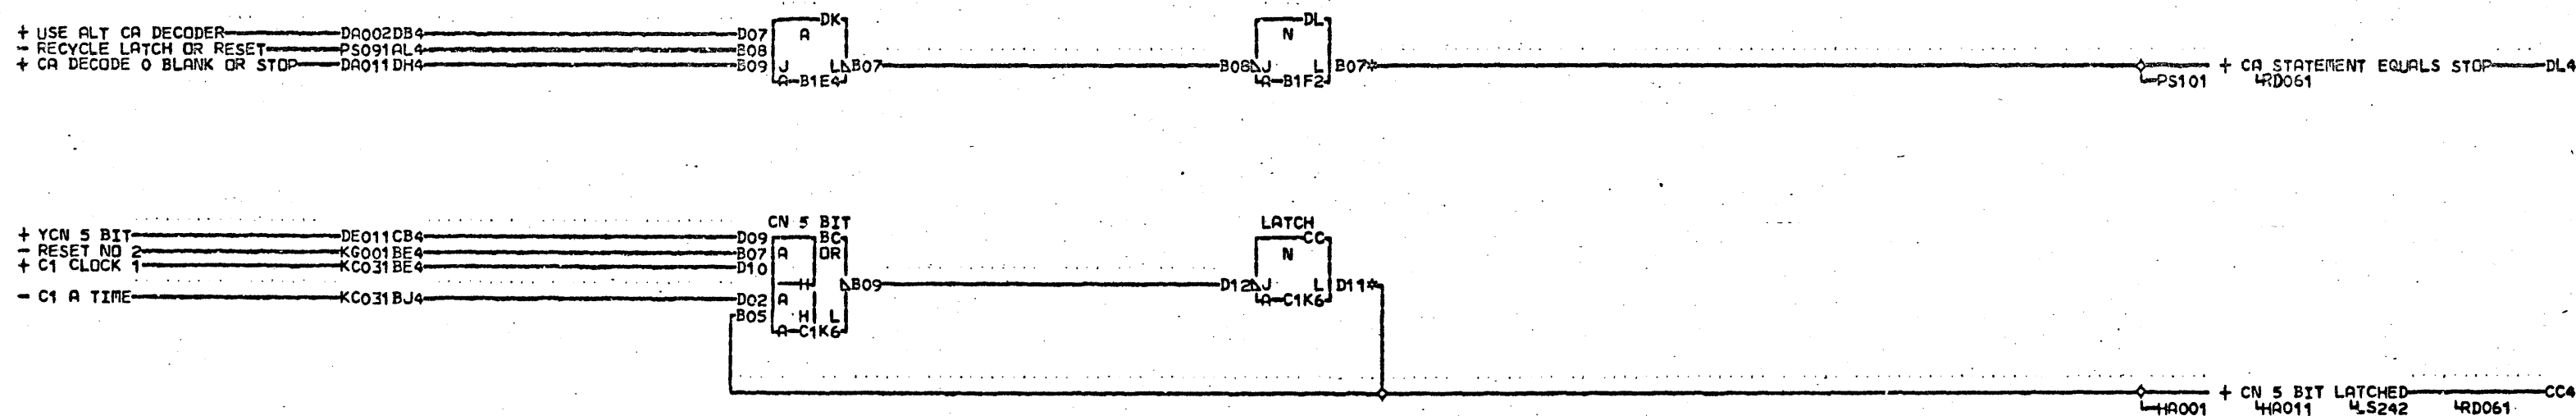 DK DL
+ USE ALT CA DECODER DA002DB4 D07 A N
- RECYCLE LATCH OR RESET PS091AL4 B08
+ CA DECODE 0 BLANK OR STOP DA011DH4 B09 J L B07 B06 J L B07* + CA STATEMENT EQUALS STOP DL4
A-B1E4 A-B1F2 PS101 RD061
CN 5 BIT LATCH
+ YCN 5 BIT DE011CB4 D09 BC CC
- RESET NO 2 KG001BE4 B07 A OR N
+ C1 CLOCK 1 KC031BE4 D10
H B09 D12 J L D11*
- C1 A TIME KC031BJ4 D02 A A-C1K6
B05 H L
A-C1K6
+ CN 5 BIT LATCHED CC4
HA001 HA011 LS242 RD061